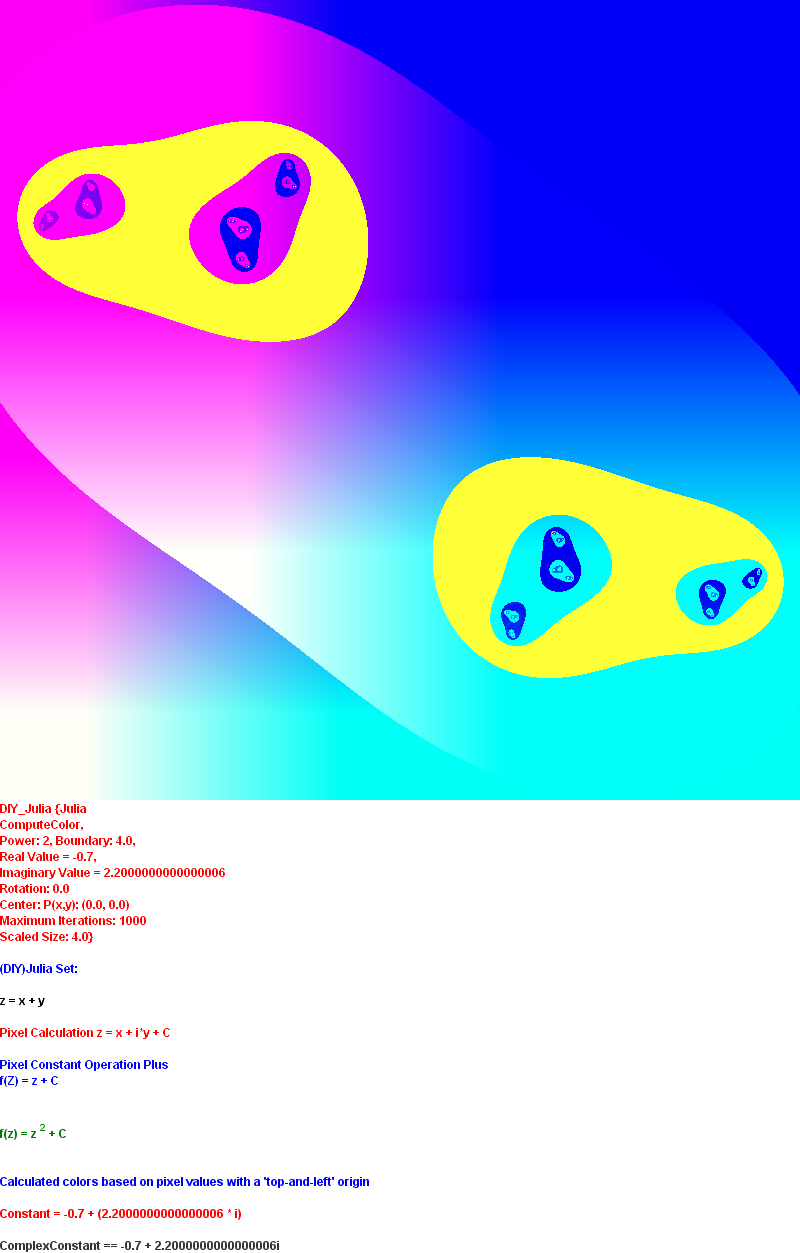 DIY_Julia {Julia
ComputeColor,
Power: 2, Boundary: 4.0,
Real Value = -0.7,
Imaginary Value = 2.2000000000000006
Rotation: 0.0
Center: P(x,y): (0.0, 0.0)
Maximum Iterations: 1000
Scaled Size: 4.0}
(DIY)Julia Set:
z = x + y
Pixel Calculation z = x + i*y + C
Pixel Constant Operation Plus
f(Z) = z + C
f(z) = z 2 + C
Calculated colors based on pixel values with a 'top-and-left' origin
Constant = -0.7 + (2.2000000000000006 * i)
ComplexConstant == -0.7 + 2.2000000000000006i